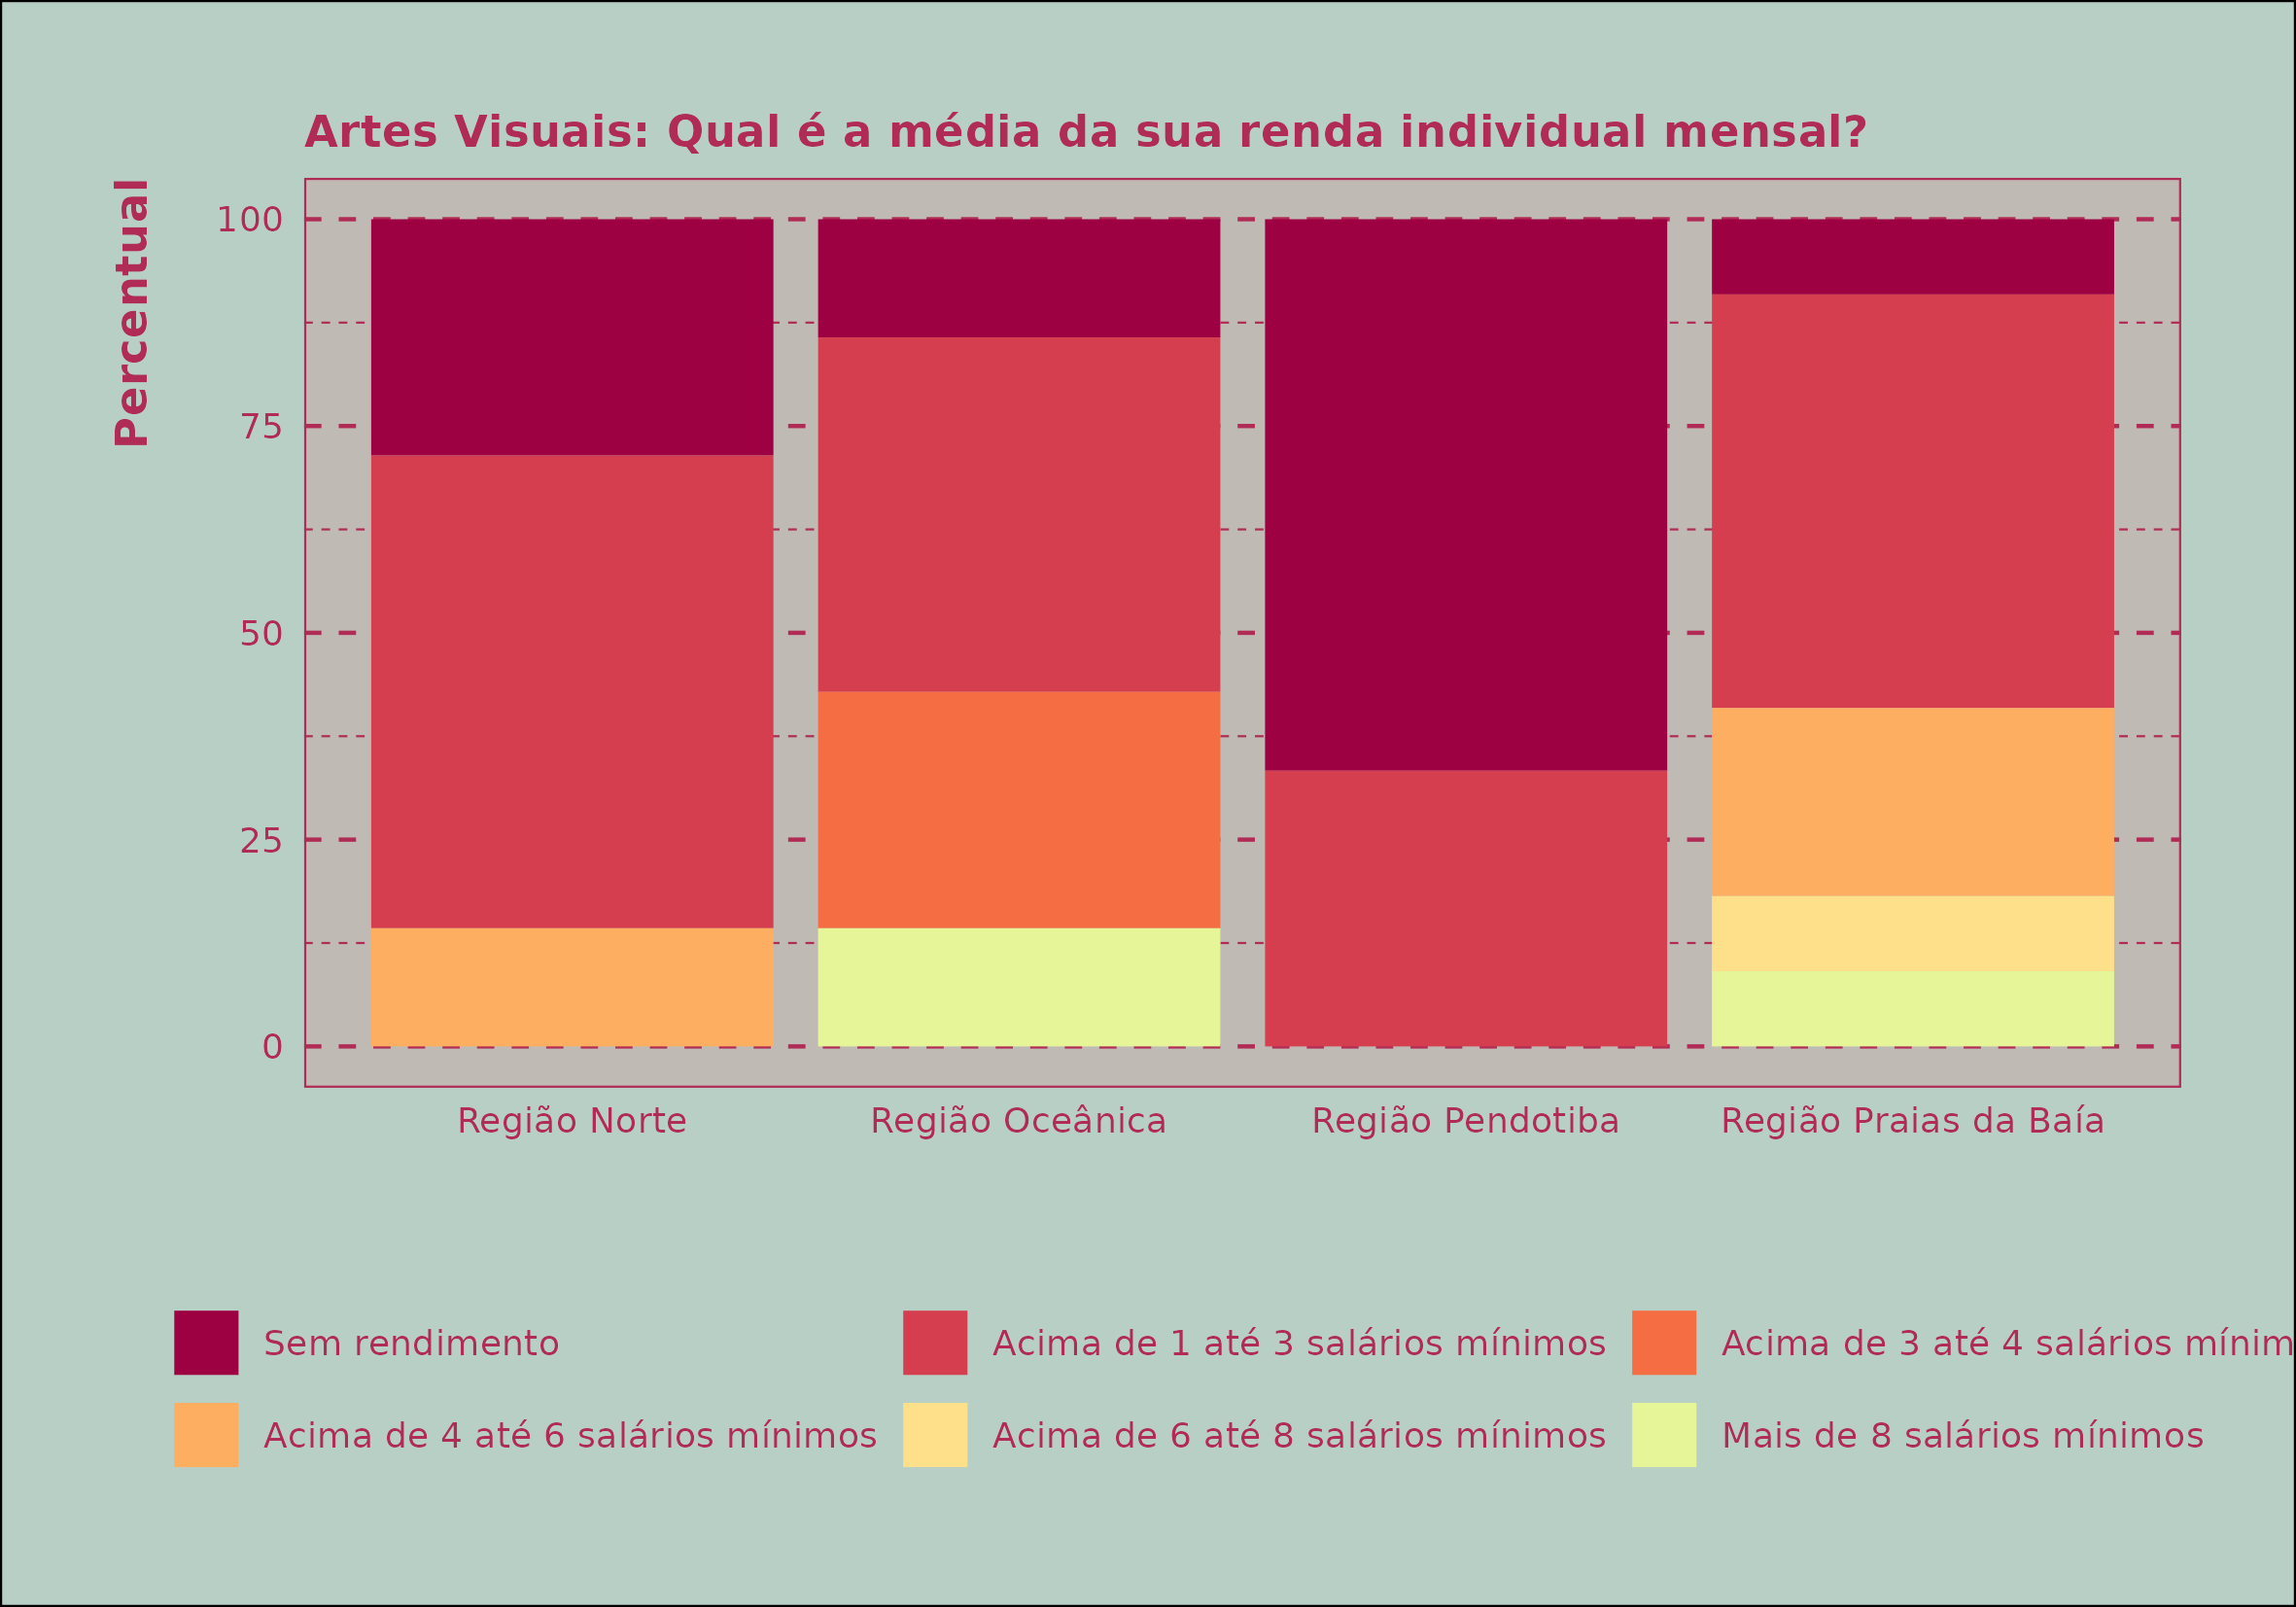 Artes Visuais: Qual é a média da sua renda individual mensal?
Percentual
100
75
50
25
0
Região Norte
Região Oceânica
Região Pendotiba
Região Praias da Baía
Sem rendimento
Acima de 1 até 3 salários mínimos
Acima de 3 até 4 salários mínim
Acima de 4 até 6 salários mínimos
Acima de 6 até 8 salários mínimos
Mais de 8 salários mínimos